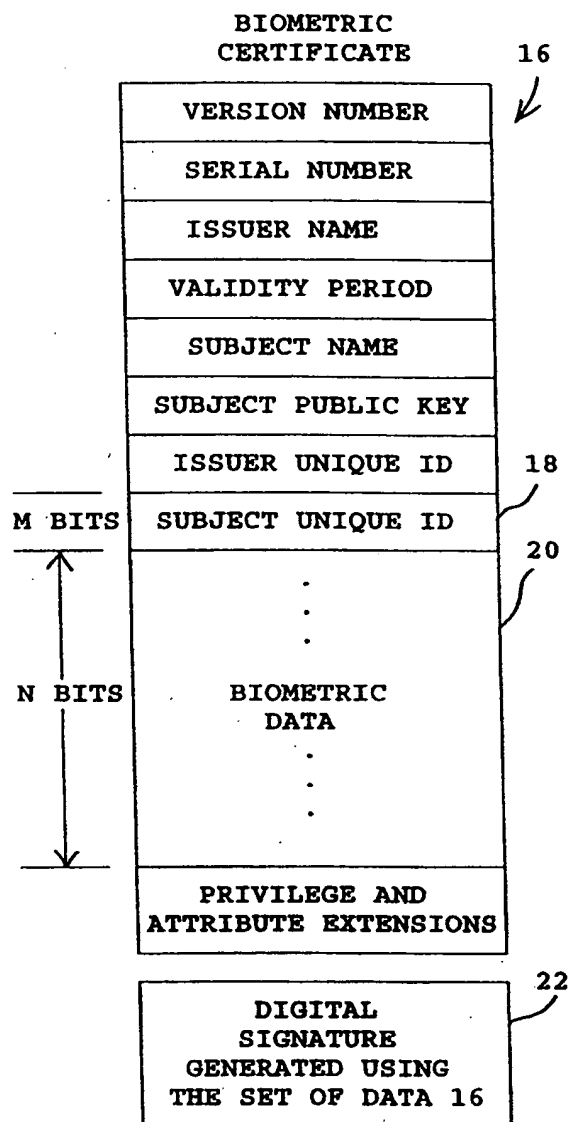 BIOMETRIC
CERTIFICATE
16
VERSION NUMBER
SERIAL NUMBER
ISSUER NAME
VALIDITY PERIOD
SUBJECT NAME
SUBJECT PUBLIC KEY
ISSUER UNIQUE ID
18
M BITS
SUBJECT UNIQUE ID
20
N BITS
BIOMETRIC
DATA
PRIVILEGE AND
ATTRIBUTE EXTENSIONS
22
DIGITAL
SIGNATURE
GENERATED USING
THE SET OF DATA 16